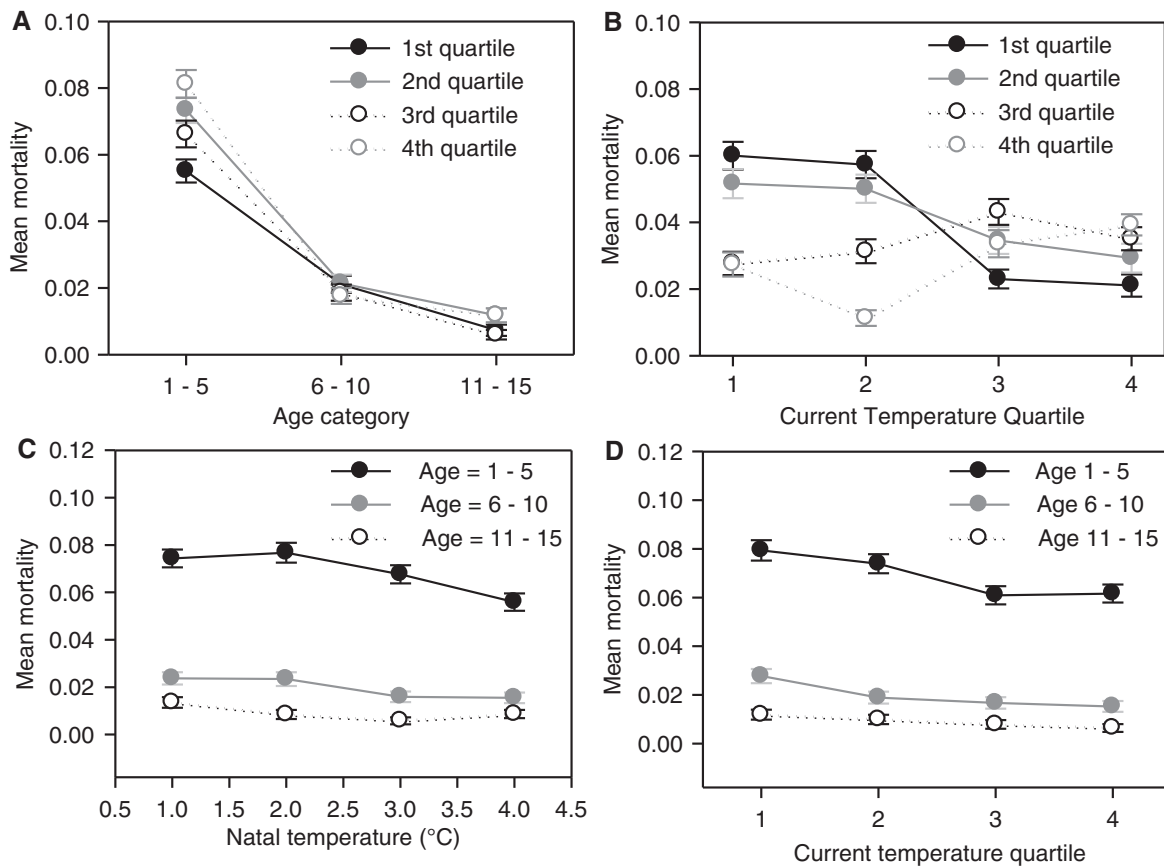 A
0.10
0.08
0.06
0.04
0.02
0.00
Mean mortality
1st quartile
2nd quartile
3rd quartile
4th quartile
1 - 5
6 - 10
11 - 15
Age category
B
0.10
0.08
0.06
0.04
0.02
0.00
Mean mortality
1st quartile
2nd quartile
3rd quartile
4th quartile
1
2
3
4
Current Temperature Quartile
C
0.12
0.10
0.08
0.06
0.04
0.02
0.00
Mean mortality
Age = 1 - 5
Age = 6 - 10
Age = 11 - 15
0.5 1.0 1.5 2.0 2.5 3.0 3.5 4.0 4.5
Natal temperature (°C)
D
0.12
0.10
0.08
0.06
0.04
0.02
0.00
Mean mortality
Age 1 - 5
Age 6 - 10
Age 11 - 15
1
2
3
4
Current temperature quartile